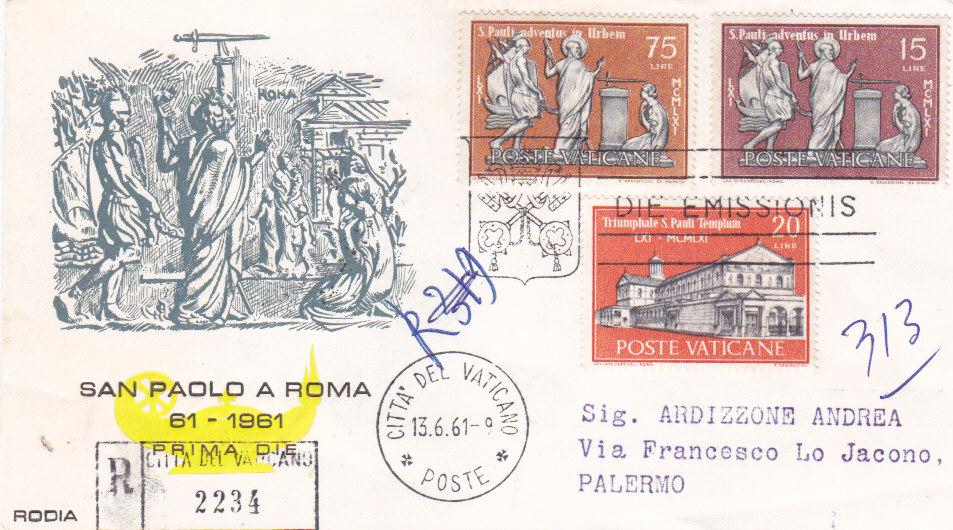 S. Pauli adventus in Urbem
75
LIRE
LXI
MCMLXI
POSTE VATICANE
S. Pauli adventus in Urbem
15
LIRE
LXI
MCMLXI
POSTE VATICANE
ROMA
DIE EMISSIONIS
Triumphale S. Pauli Templum
20
LIRE
LXI - MCMLXI
POSTE VATICANE
313
SAN PAOLO A ROMA
61 - 1961
PRIMA DIE
CITTA' DEL VATICANO
13.6.61-9
POSTE
R
CITTÀ DEL VATICANO
2234
Sig. ARDIZZONE ANDREA
Via Francesco Lo Jacono,
PALERMO
RODIA